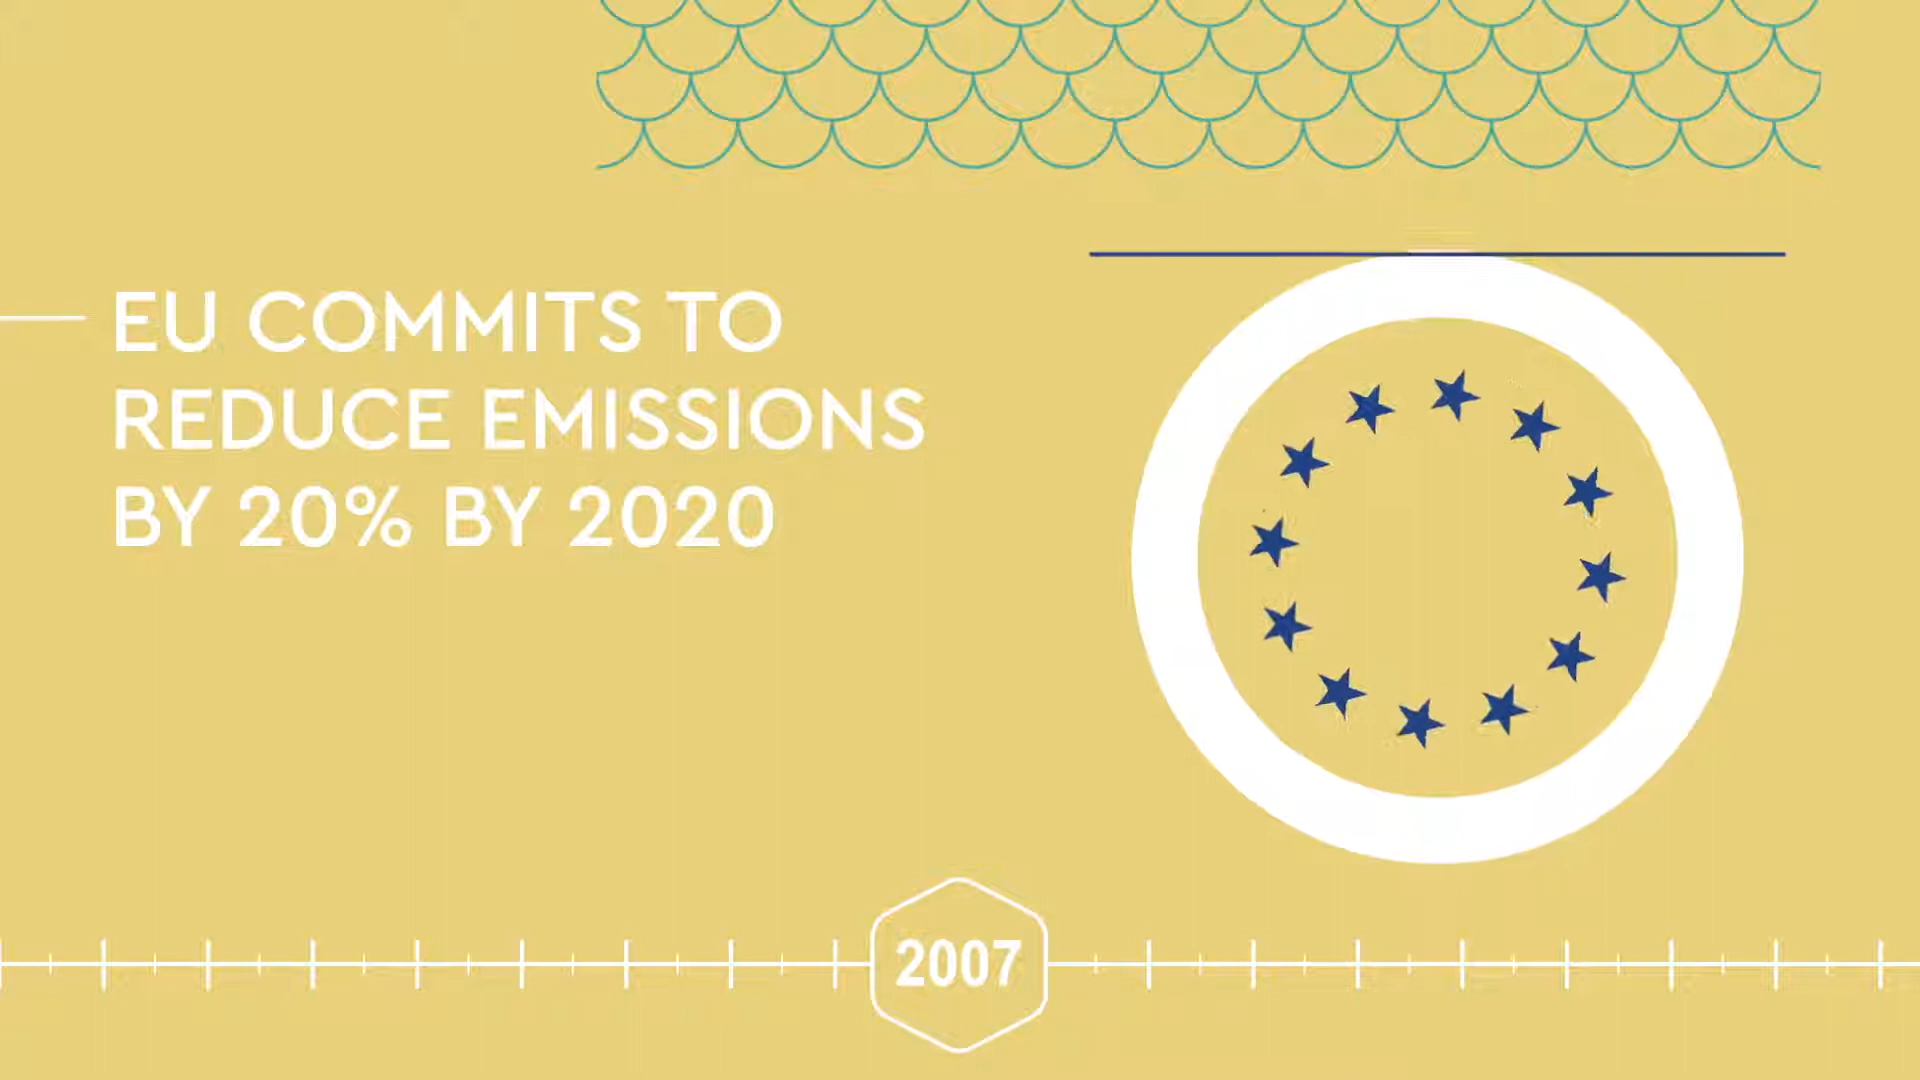 EU COMMITS TO
REDUCE EMISSIONS
BY 20% BY 2020
2007